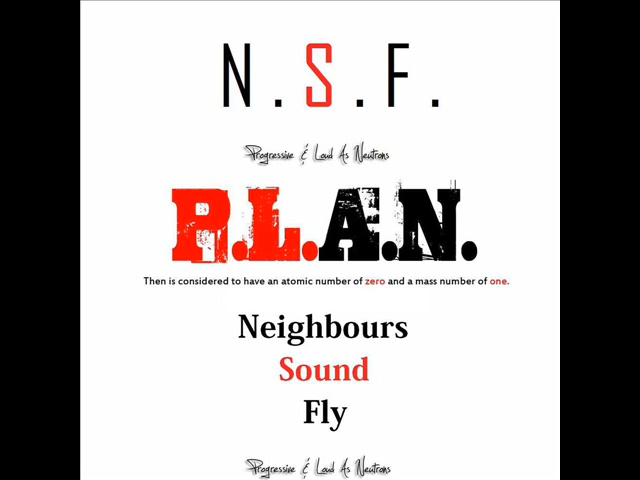 N.S.F.
Progressive & Loud As Neutrons
P.L.A.N.
Then is considered to have an atomic number of zero and a mass number of one.
Neighbours
Sound
Fly
Progressive & Loud As Neutrons